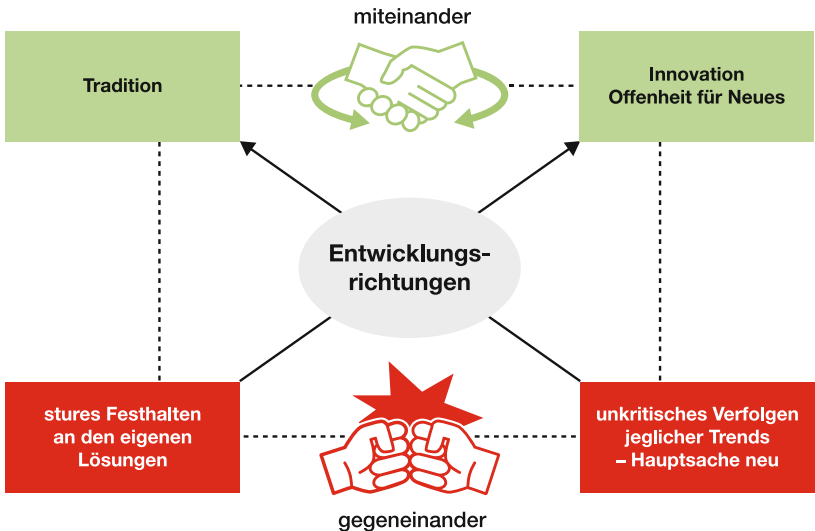 miteinander
Tradition
Innovation
Offenheit für Neues
Entwicklungs-
richtungen
stures Festhalten
an den eigenen
Lösungen
unkritisches Verfolgen
jeglicher Trends
– Hauptsache neu
gegeneinander